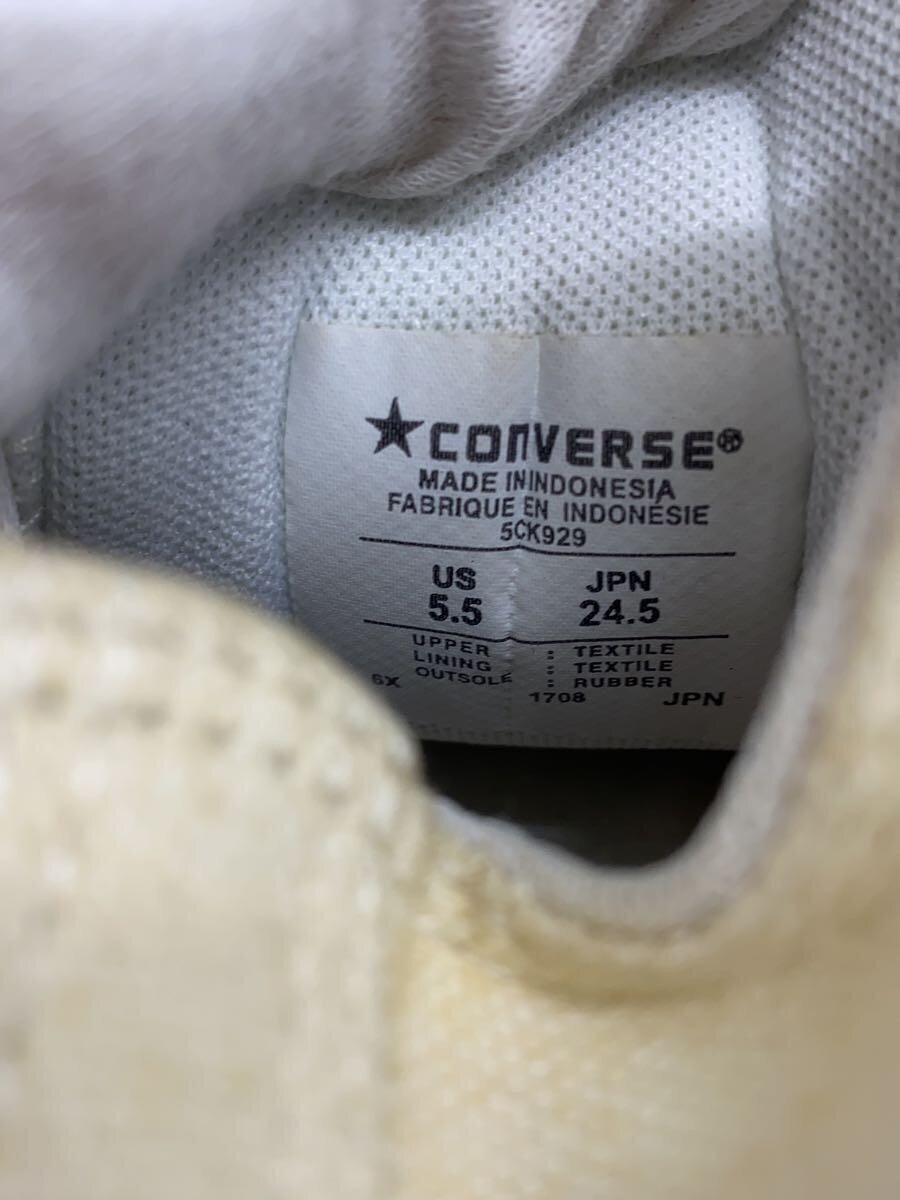 ★CONVERSE®
MADE IN INDONESIA
FABRIQUE EN INDONÉSIE
5CK929
US JPN
5.5 24.5
UPPER : TEXTILE
LINING : TEXTILE
OUTSOLE : RUBBER
6X 1708 JPN